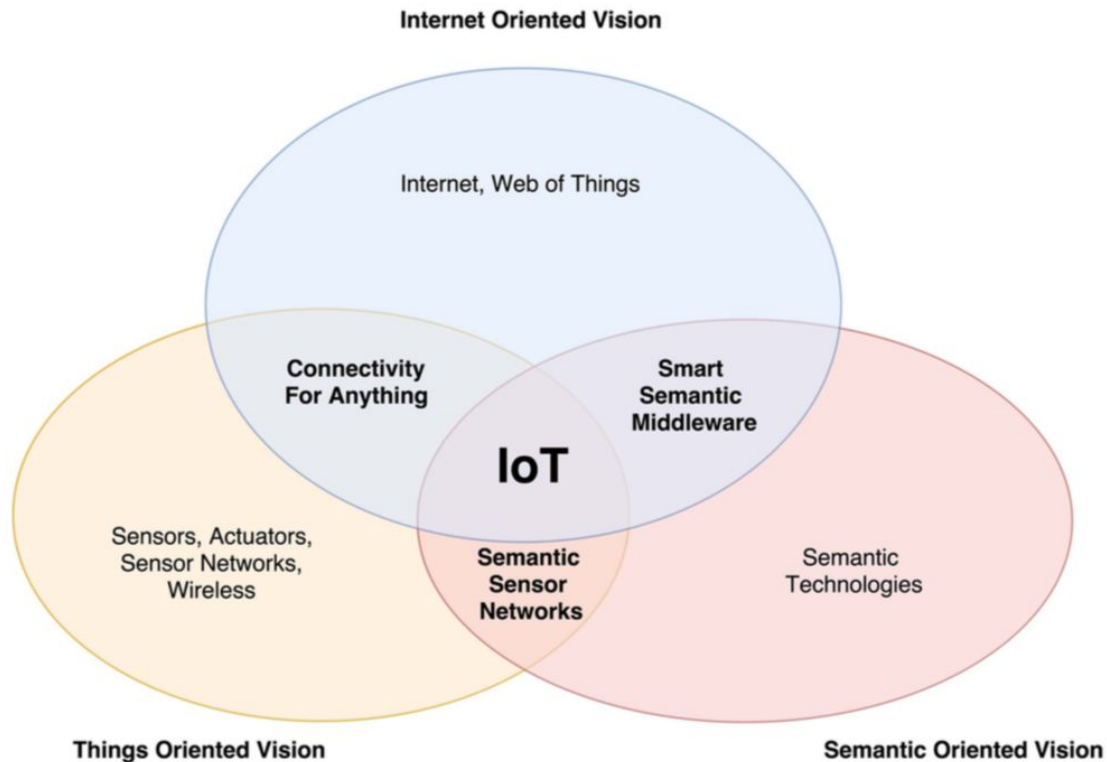 Internet Oriented Vision
Internet, Web of Things
Connectivity
For Anything
Smart
Semantic
Middleware
IoT
Sensors, Actuators,
Sensor Networks,
Wireless
Semantic
Sensor
Networks
Semantic
Technologies
Things Oriented Vision
Semantic Oriented Vision